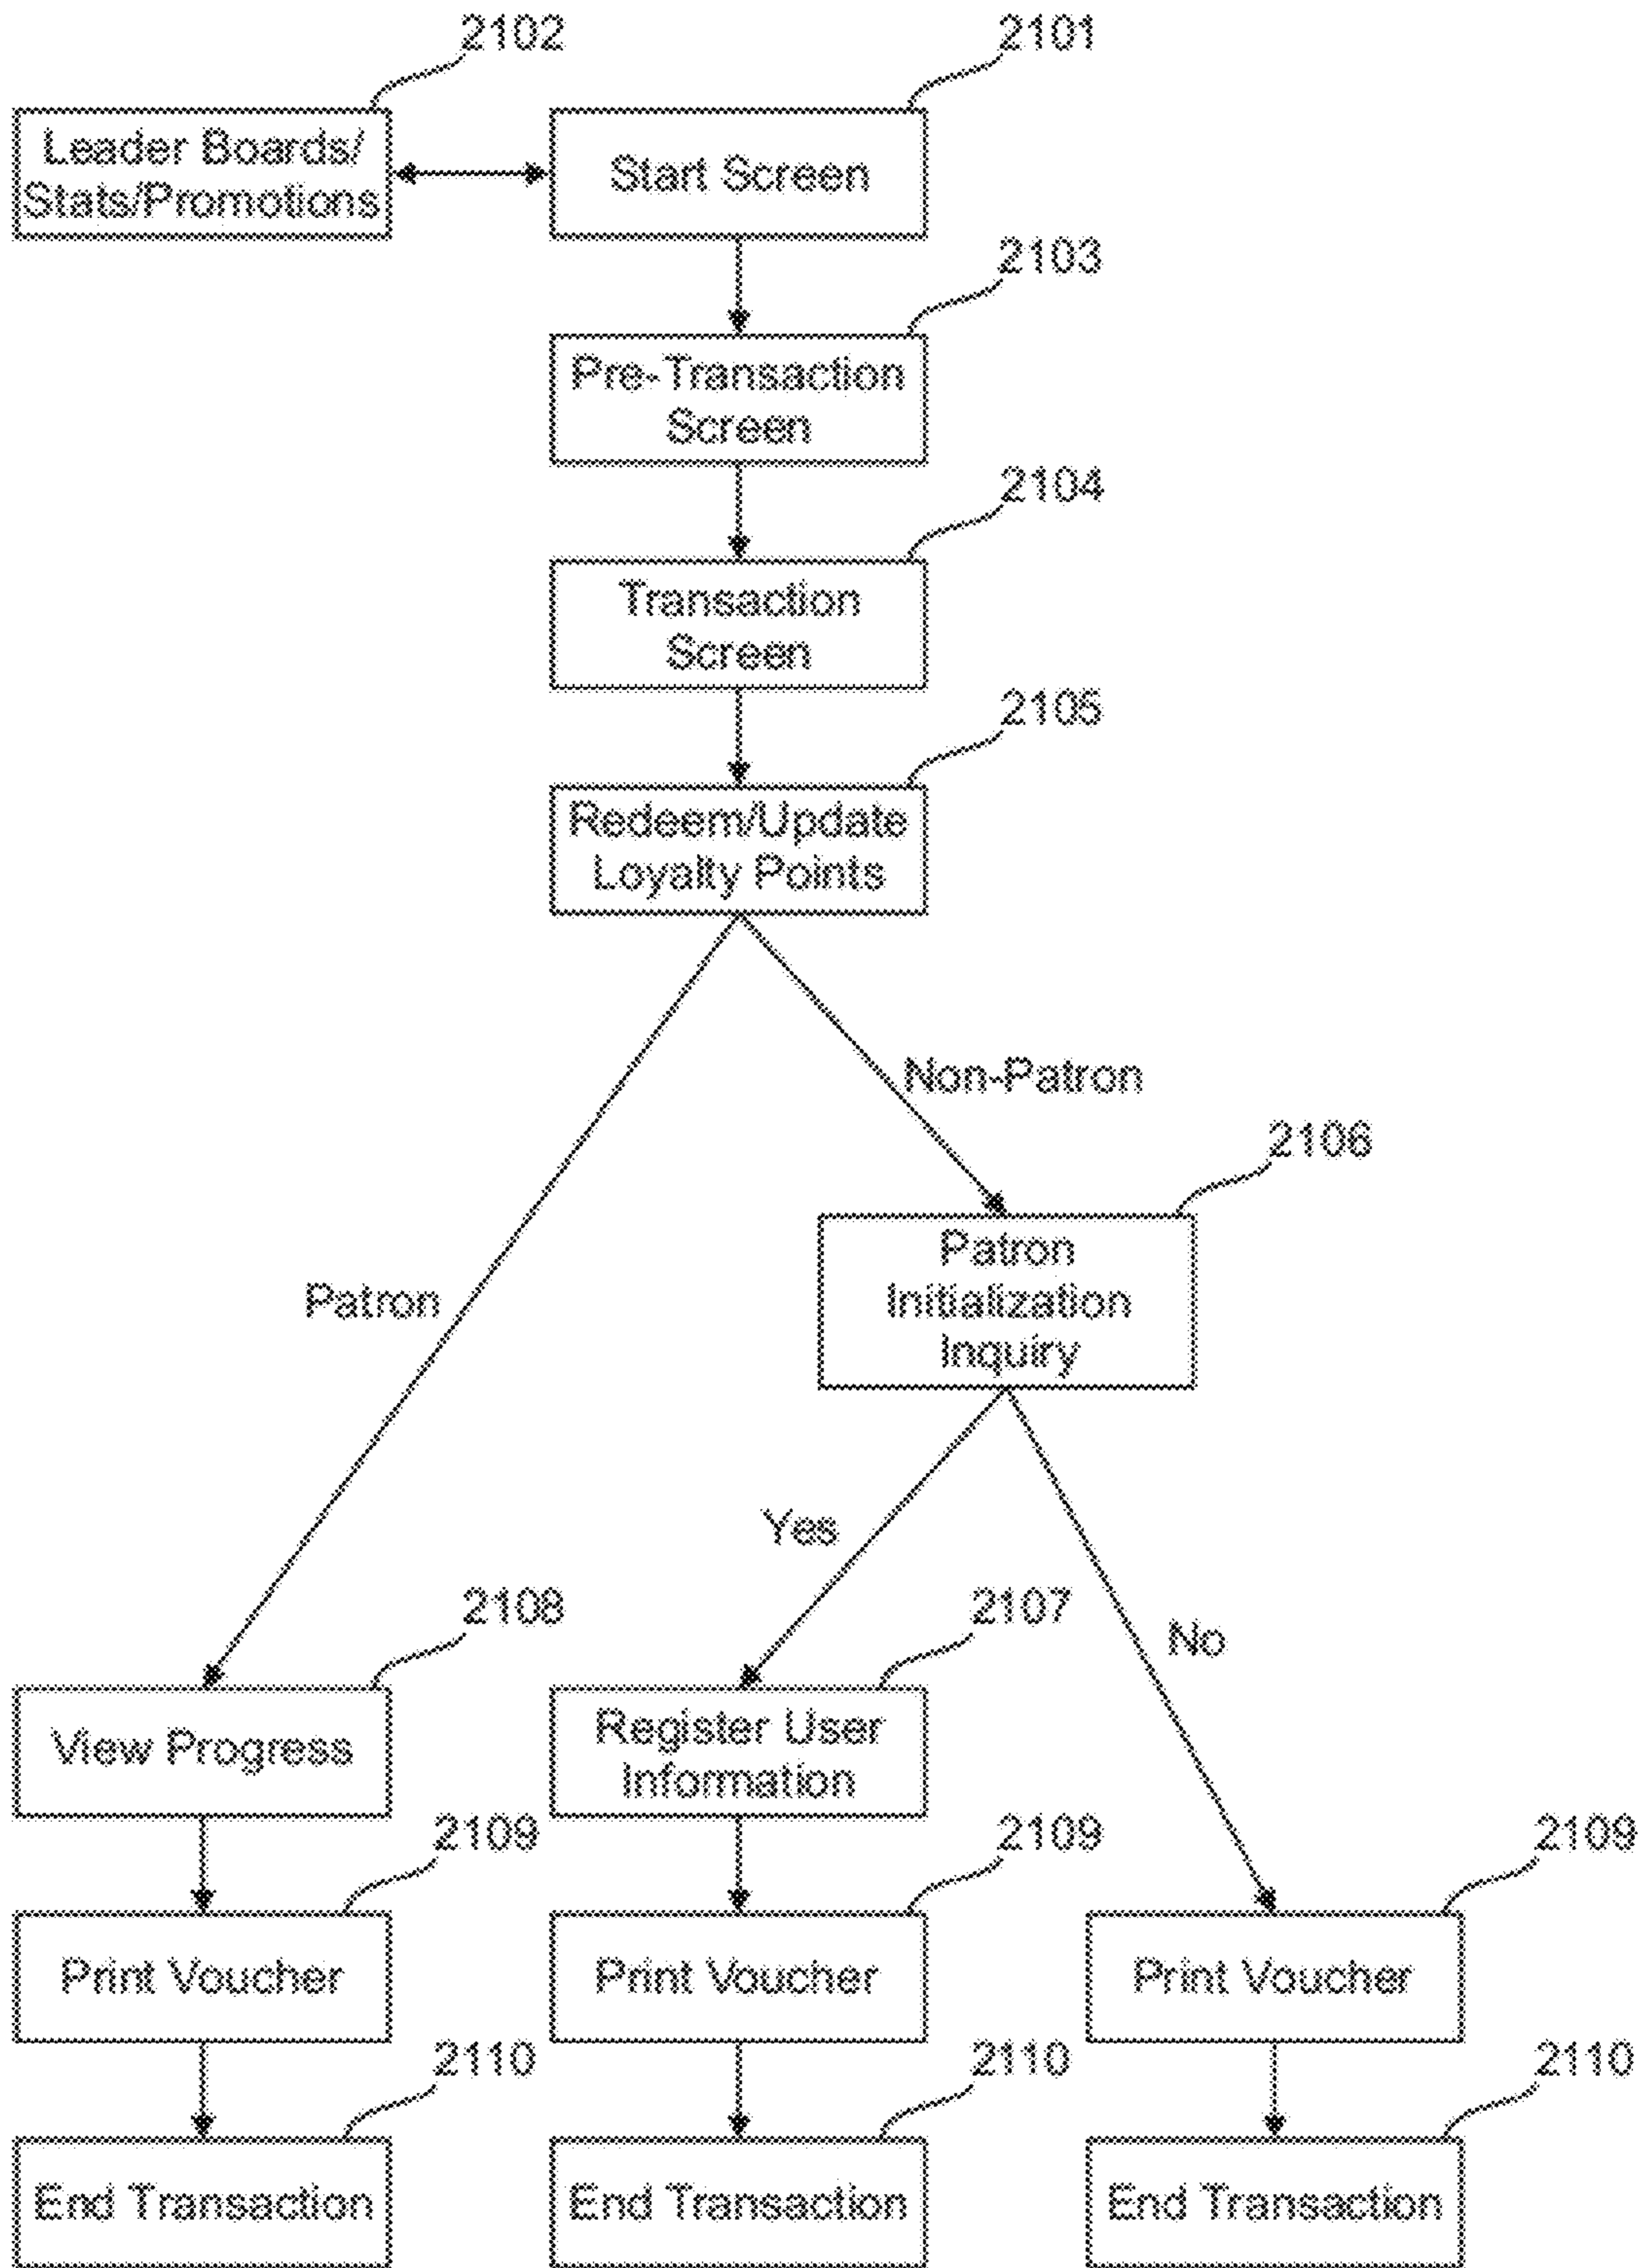 2102
2101
Leader Boards/
Stats/Promotions
Start Screen
2103
Pre-Transaction
Screen
2104
Transaction
Screen
2105
Redeem/Update
Loyalty Points
Non-Patron
2106
Patron
Initialization
Inquiry
Patron
Yes
No
2108
2107
View Progress
Register User
Information
2109
2109
2109
Print Voucher
Print Voucher
Print Voucher
2110
2110
2110
End Transaction
End Transaction
End Transaction